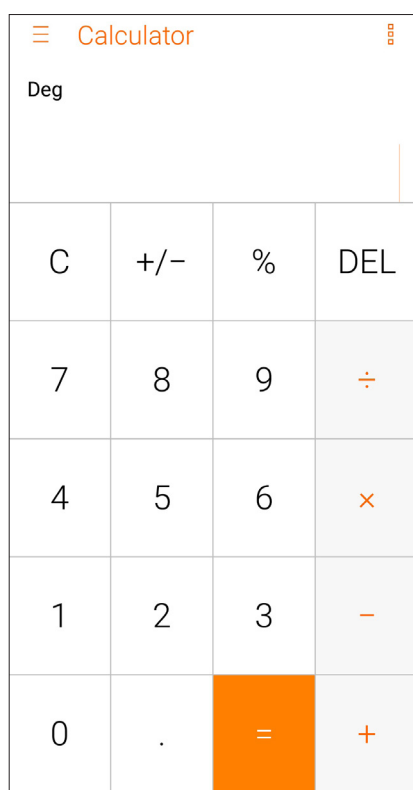 Calculator
Deg
C +/− % DEL
7 8 9 ÷
4 5 6 ×
1 2 3 −
0 . = +